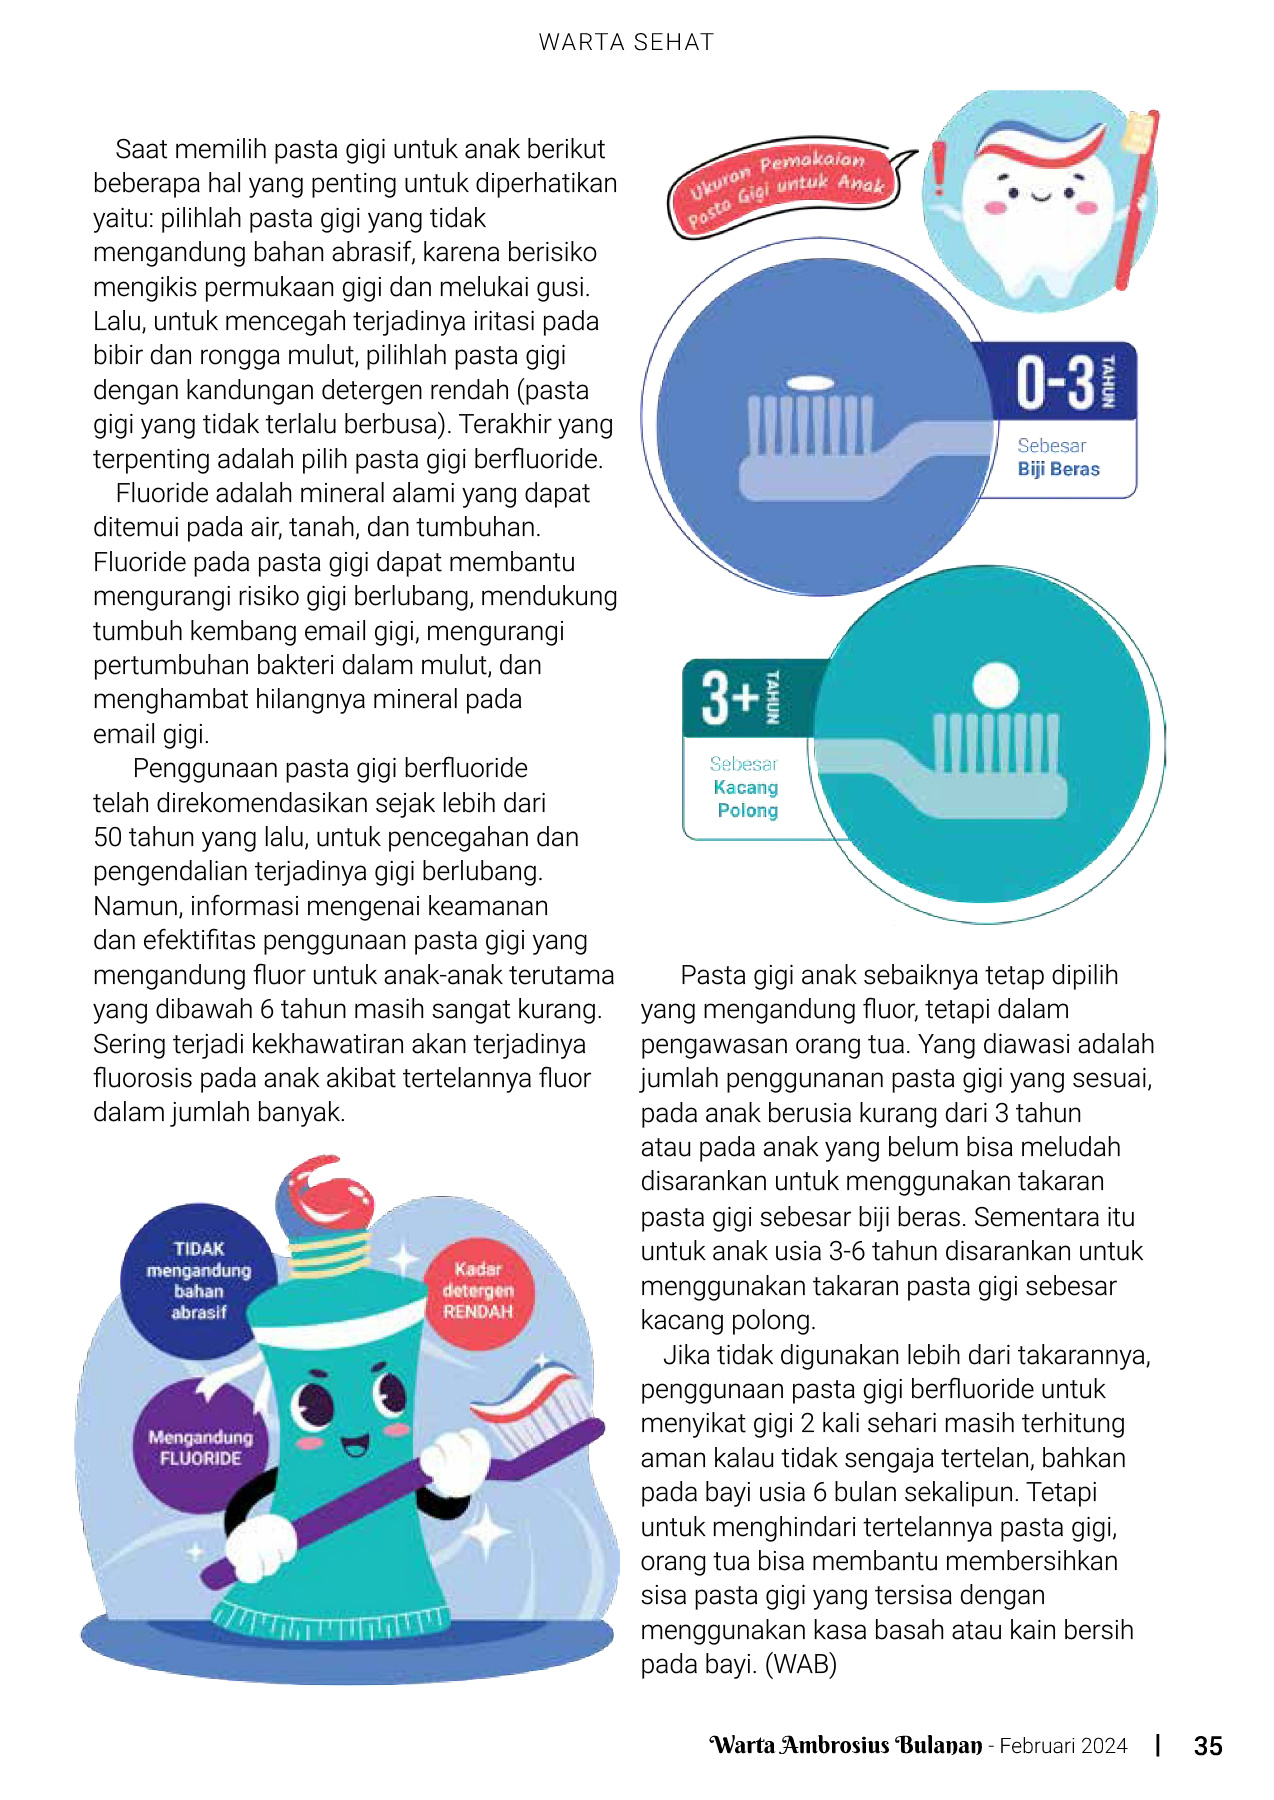 WARTA SEHAT
Saat memilih pasta gigi untuk anak berikut
beberapa hal yang penting untuk diperhatikan
yaitu: pilihlah pasta gigi yang tidak
mengandung bahan abrasif, karena berisiko
mengikis permukaan gigi dan melukai gusi.
Lalu, untuk mencegah terjadinya iritasi pada
bibir dan rongga mulut, pilihlah pasta gigi
dengan kandungan detergen rendah (pasta
gigi yang tidak terlalu berbusa). Terakhir yang
terpenting adalah pilih pasta gigi berfluoride.
Fluoride adalah mineral alami yang dapat
ditemui pada air, tanah, dan tumbuhan.
Fluoride pada pasta gigi dapat membantu
mengurangi risiko gigi berlubang, mendukung
tumbuh kembang email gigi, mengurangi
pertumbuhan bakteri dalam mulut, dan
menghambat hilangnya mineral pada
email gigi.
Penggunaan pasta gigi berfluoride
telah direkomendasikan sejak lebih dari
50 tahun yang lalu, untuk pencegahan dan
pengendalian terjadinya gigi berlubang.
Namun, informasi mengenai keamanan
dan efektifitas penggunaan pasta gigi yang
mengandung fluor untuk anak-anak terutama
yang dibawah 6 tahun masih sangat kurang.
Sering terjadi kekhawatiran akan terjadinya
fluorosis pada anak akibat tertelannya fluor
dalam jumlah banyak.
TIDAK
mengandung
bahan
abrasif
Kadar
detergen
RENDAH
Mengandung
FLUORIDE
Ukuran Pemakaian
Pasta Gigi untuk Anak
0-3 TAHUN
Sebesar
Biji Beras
3+ TAHUN
Sebesar
Kacang
Polong
Pasta gigi anak sebaiknya tetap dipilih
yang mengandung fluor, tetapi dalam
pengawasan orang tua. Yang diawasi adalah
jumlah penggunanan pasta gigi yang sesuai,
pada anak berusia kurang dari 3 tahun
atau pada anak yang belum bisa meludah
disarankan untuk menggunakan takaran
pasta gigi sebesar biji beras. Sementara itu
untuk anak usia 3-6 tahun disarankan untuk
menggunakan takaran pasta gigi sebesar
kacang polong.
Jika tidak digunakan lebih dari takarannya,
penggunaan pasta gigi berfluoride untuk
menyikat gigi 2 kali sehari masih terhitung
aman kalau tidak sengaja tertelan, bahkan
pada bayi usia 6 bulan sekalipun. Tetapi
untuk menghindari tertelannya pasta gigi,
orang tua bisa membantu membersihkan
sisa pasta gigi yang tersisa dengan
menggunakan kasa basah atau kain bersih
pada bayi. (WAB)
Warta Ambrosius Bulanan - Februari 2024 | 35